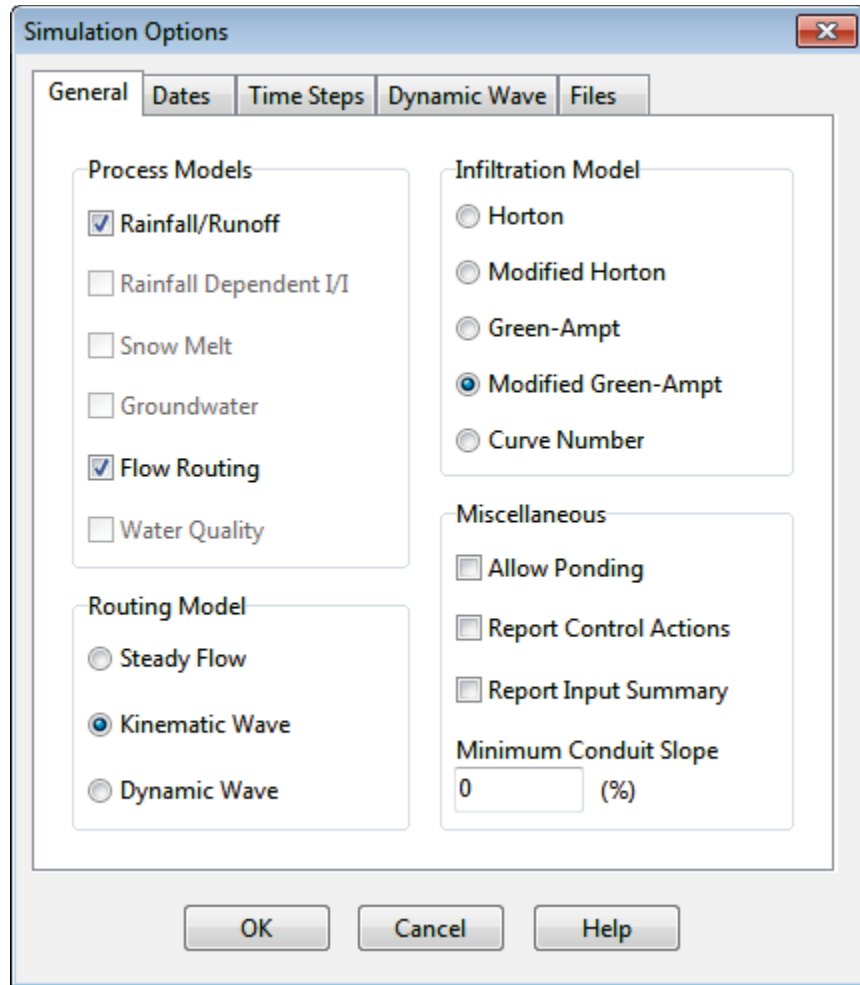 Simulation Options
General
Dates
Time Steps
Dynamic Wave
Files
Process Models
Rainfall/Runoff
Rainfall Dependent I/I
Snow Melt
Groundwater
Flow Routing
Water Quality
Routing Model
Steady Flow
Kinematic Wave
Dynamic Wave
Infiltration Model
Horton
Modified Horton
Green-Ampt
Modified Green-Ampt
Curve Number
Miscellaneous
Allow Ponding
Report Control Actions
Report Input Summary
Minimum Conduit Slope
0 (%)
OK
Cancel
Help